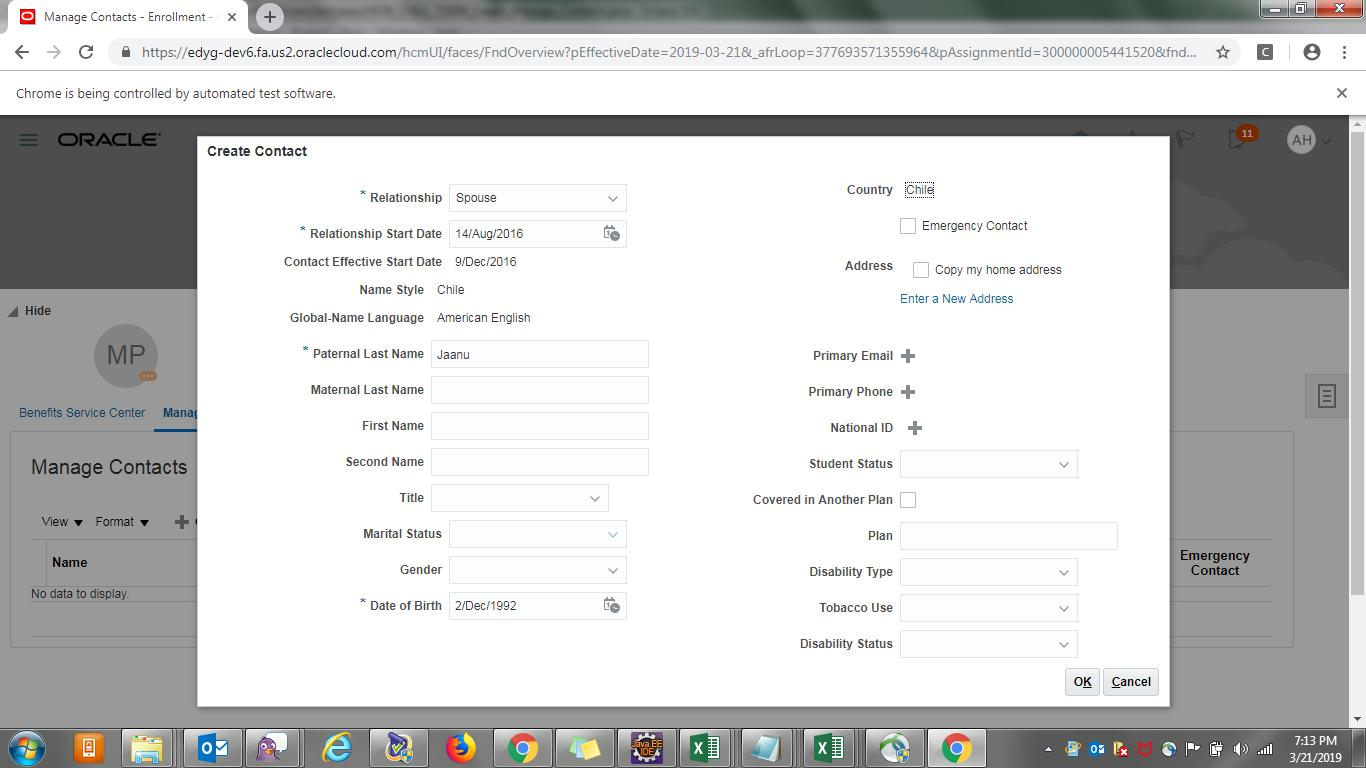 Manage Contacts - Enrollment -
https://edyg-dev6.fa.us2.oraclecloud.com/hcmUI/faces/FndOverview?pEffectiveDate=2019-03-21&_afrLoop=377693571355964&pAssignmentId=300000005441520&fnd...
C
Chrome is being controlled by automated test software.
ORACLE
11
AH
Create Contact
* Relationship Spouse
* Relationship Start Date 14/Aug/2016
Contact Effective Start Date 9/Dec/2016
Name Style Chile
Global-Name Language American English
* Paternal Last Name Jaanu
Maternal Last Name
First Name
Second Name
Title
Marital Status
Gender
* Date of Birth 2/Dec/1992
Country Chile
Emergency Contact
Address Copy my home address
Enter a New Address
Primary Email
Primary Phone
National ID
Student Status
Covered in Another Plan
Plan
Disability Type
Tobacco Use
Disability Status
OK Cancel
Hide
MP
Benefits Service Center Manag
Manage Contacts
View Format
Name
Emergency
Contact
No data to display.
Java EE
IDE
7:13 PM
3/21/2019